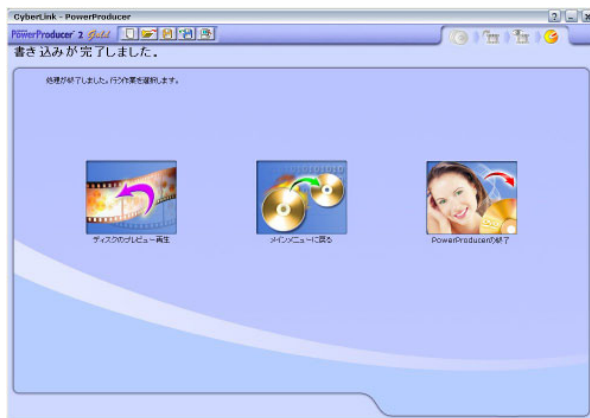 CyberLink - PowerProducer
PowerProducer 2 Gold
書き込みが完了しました。
処理が終了しました。行う作業を選択します。
ディスクのプレビュー再生
メインメニューに戻る
PowerProducerの終了